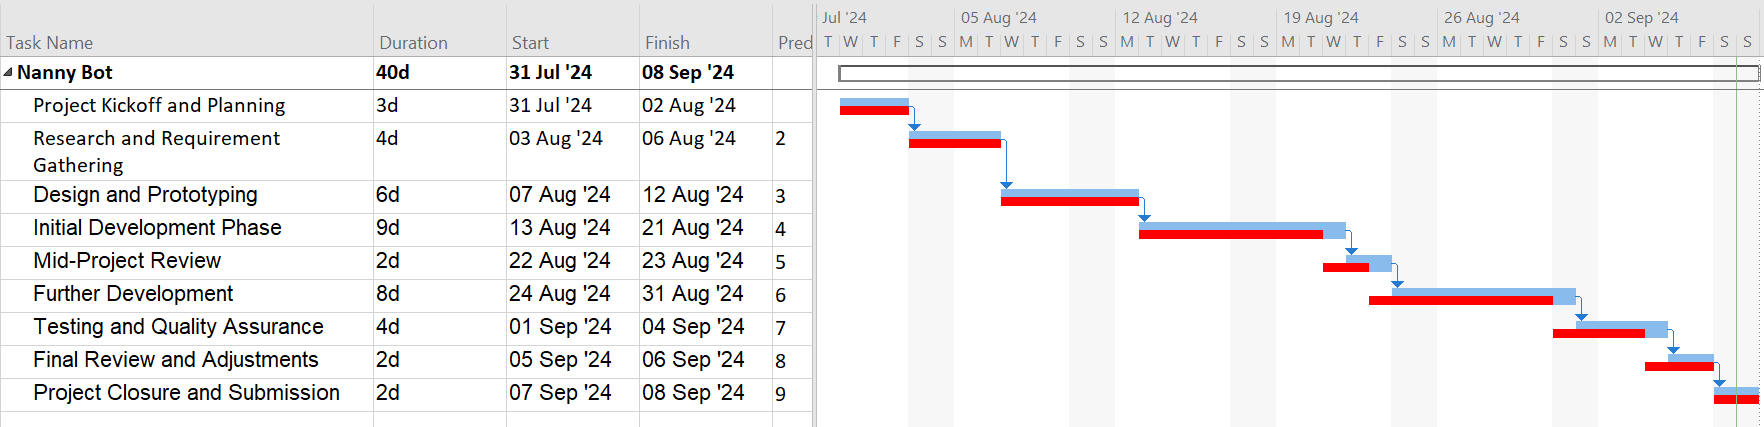 Jul '24 05 Aug '24 12 Aug '24 19 Aug '24 26 Aug '24 02 Sep '24
Task Name Duration Start Finish Pred T W T F S S M T W T F S S M T W T F S S M T W T F S S M T W T F S S M T W T F S S
Nanny Bot 40d 31 Jul '24 08 Sep '24
Project Kickoff and Planning 3d 31 Jul '24 02 Aug '24
Research and Requirement 4d 03 Aug '24 06 Aug '24 2
Gathering
Design and Prototyping 6d 07 Aug '24 12 Aug '24 3
Initial Development Phase 9d 13 Aug '24 21 Aug '24 4
Mid-Project Review 2d 22 Aug '24 23 Aug '24 5
Further Development 8d 24 Aug '24 31 Aug '24 6
Testing and Quality Assurance 4d 01 Sep '24 04 Sep '24 7
Final Review and Adjustments 2d 05 Sep '24 06 Sep '24 8
Project Closure and Submission 2d 07 Sep '24 08 Sep '24 9